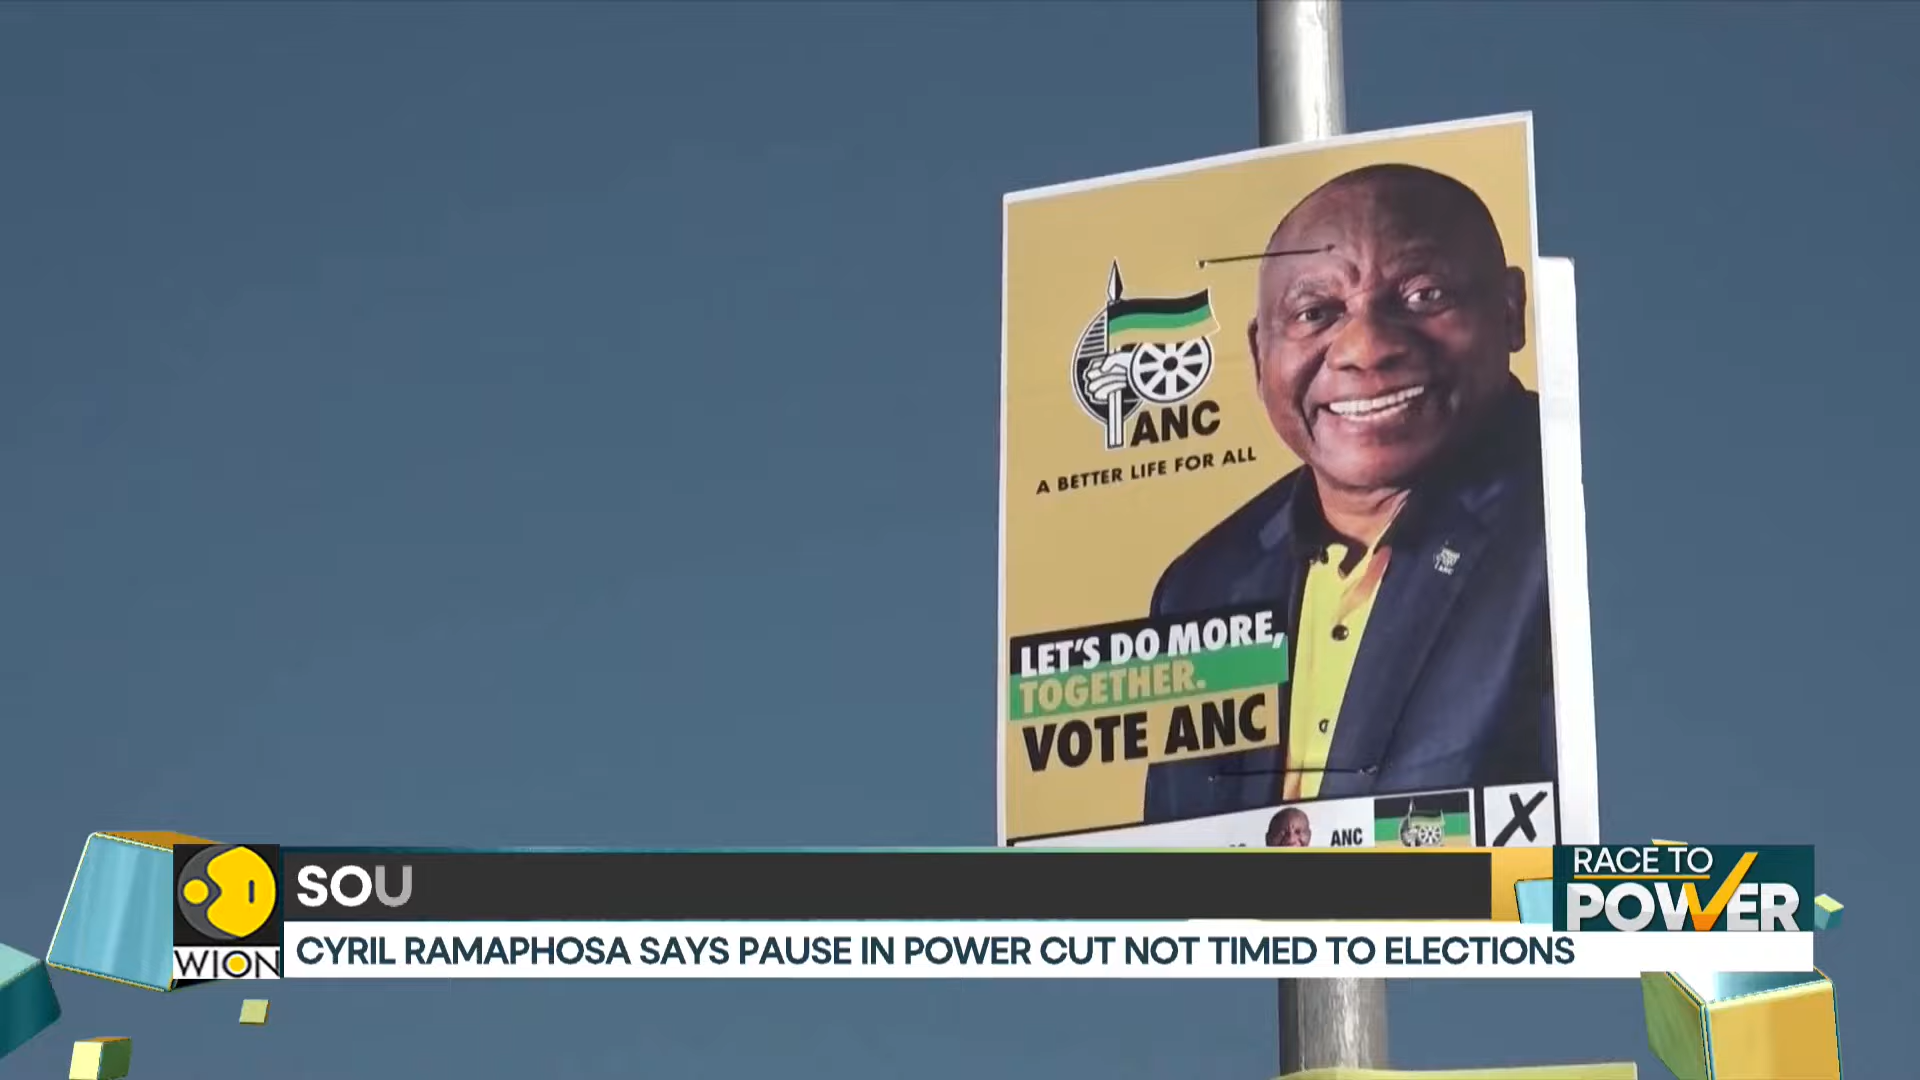 ANC
A BETTER LIFE FOR ALL
LET'S DO MORE,
TOGETHER.
VOTE ANC
ANC
X
SOU
RACE TO
POWER
WION
CYRIL RAMAPHOSA SAYS PAUSE IN POWER CUT NOT TIMED TO ELECTIONS